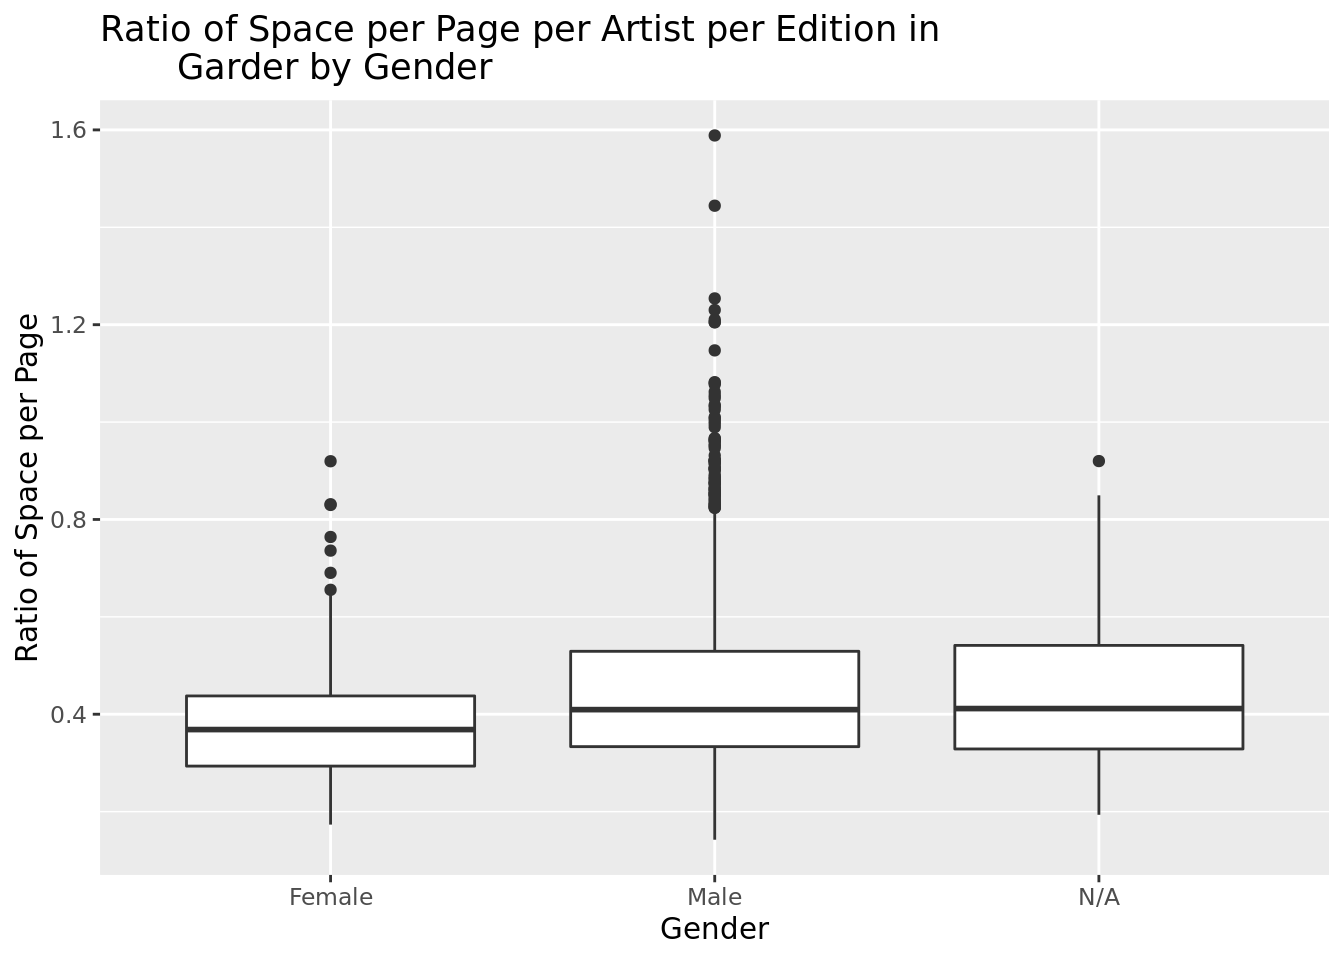 Ratio of Space per Page per Artist per Edition in
Garder by Gender
Ratio of Space per Page
1.6
1.2
0.8
0.4
Female
Male
N/A
Gender